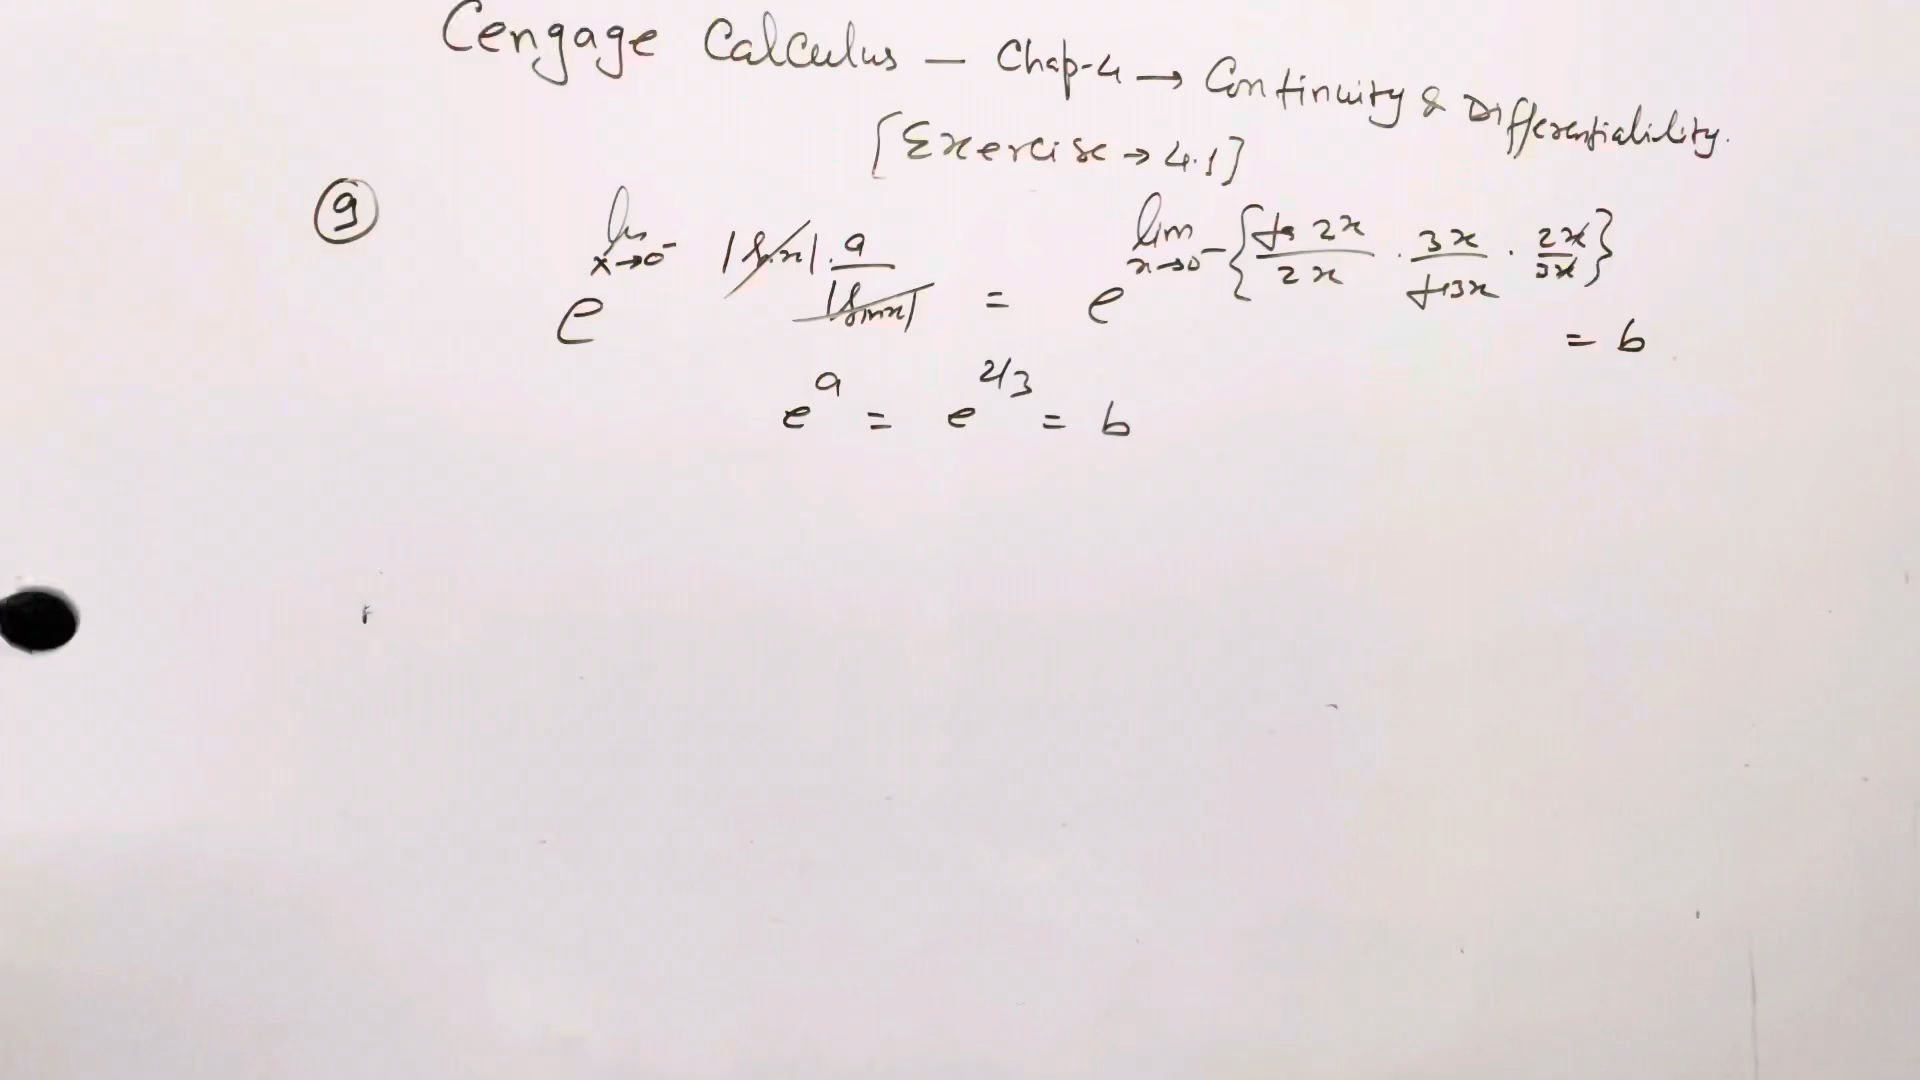 Cengage Calculus — Chap-4 → Continuity & Differentialility.
[Exercise → 4.1]
9
e^{lim x→0⁻ |sin x| · a/|sin x|} = e^{lim x→0⁻ {tan 2x/2x · 3x/tan 3x · 2x/3x}} = b
e^a = e^{2/3} = b